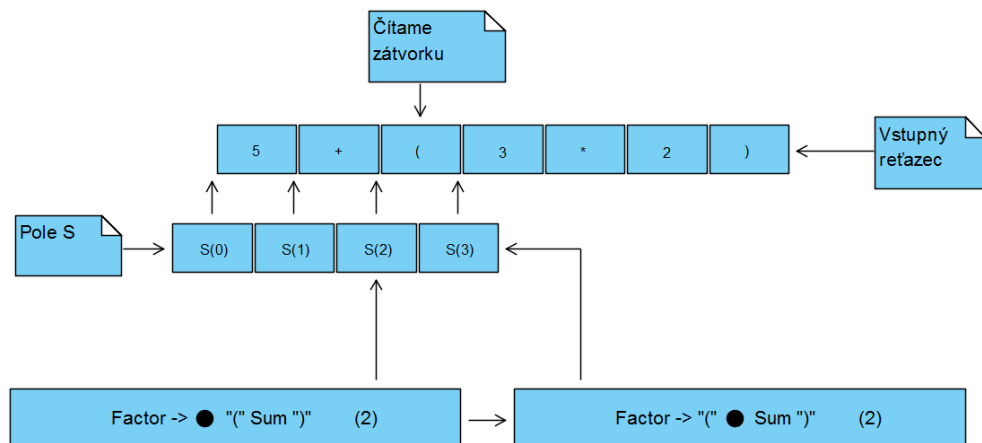 Čítame
zátvorku
5 + ( 3 * 2 )
Vstupný
reťazec
Pole S
S(0) S(1) S(2) S(3)
Factor -> ● "(" Sum ")" (2)
Factor -> "(" ● Sum ")" (2)